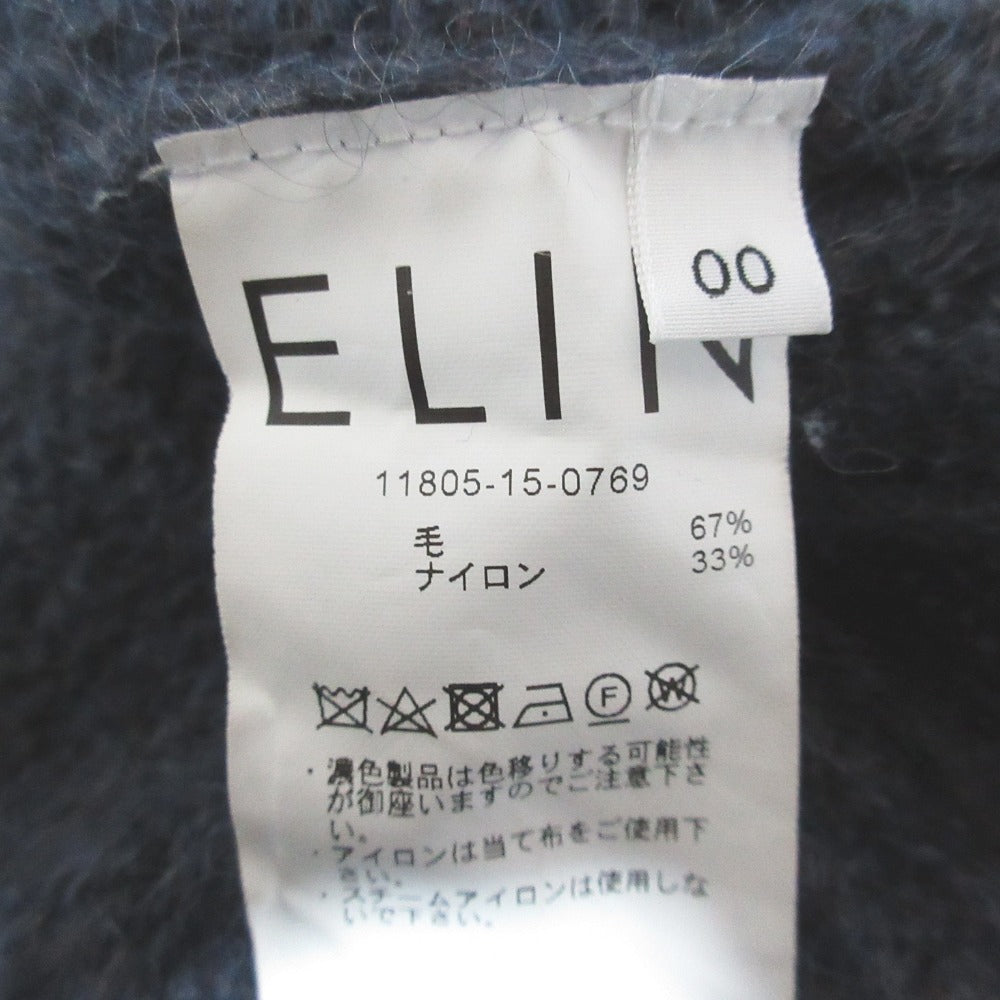 00
ELIN
11805-15-0769
毛 67%
ナイロン 33%
F W
・濃色製品は色移りする可能性
が御座いますのでご注意下さ
い。
・アイロンは当て布をご使用下
さい。
・スチームアイロンは使用しな
いで下さい。